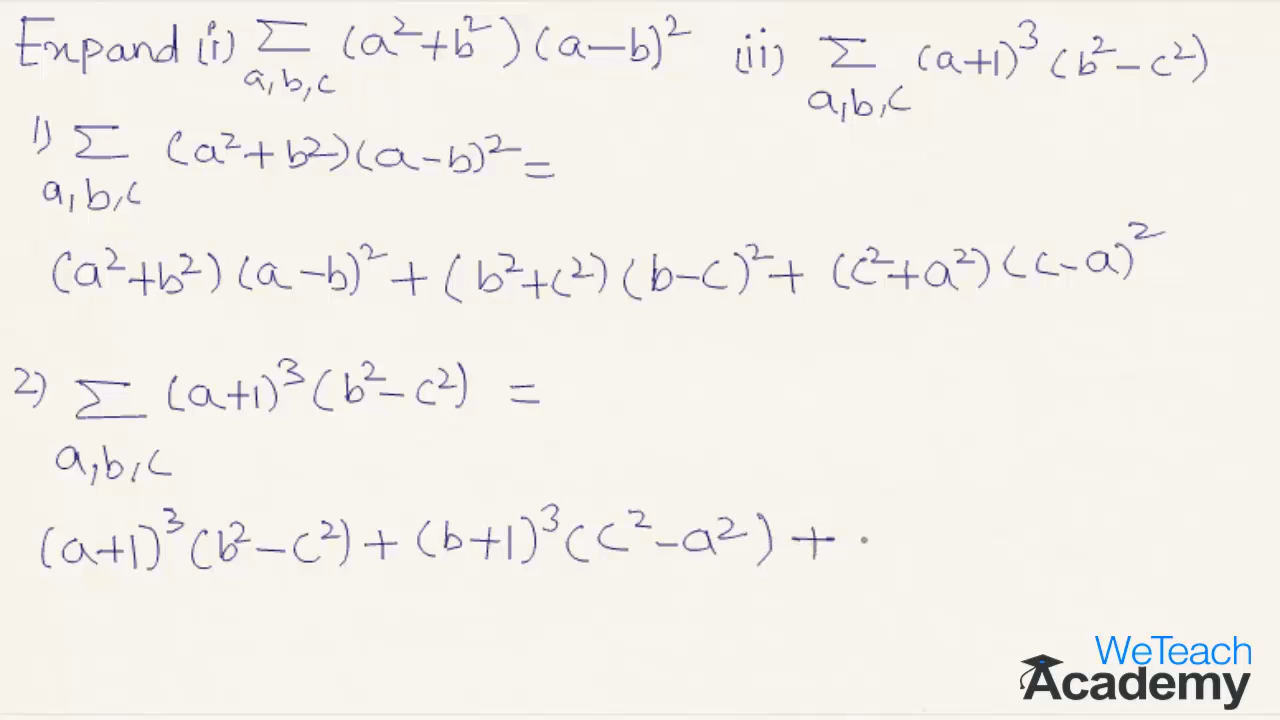 Expand (i) Σ (a²+b²)(a-b)² (ii) Σ (a+1)³(b²-c²)
a,b,c a,b,c
1) Σ (a²+b²)(a-b)² =
a,b,c
(a²+b²)(a-b)²+(b²+c²)(b-c)²+(c²+a²)(c-a)²
2) Σ (a+1)³(b²-c²) =
a,b,c
(a+1)³(b²-c²)+(b+1)³(c²-a²)+
WeTeach
Academy